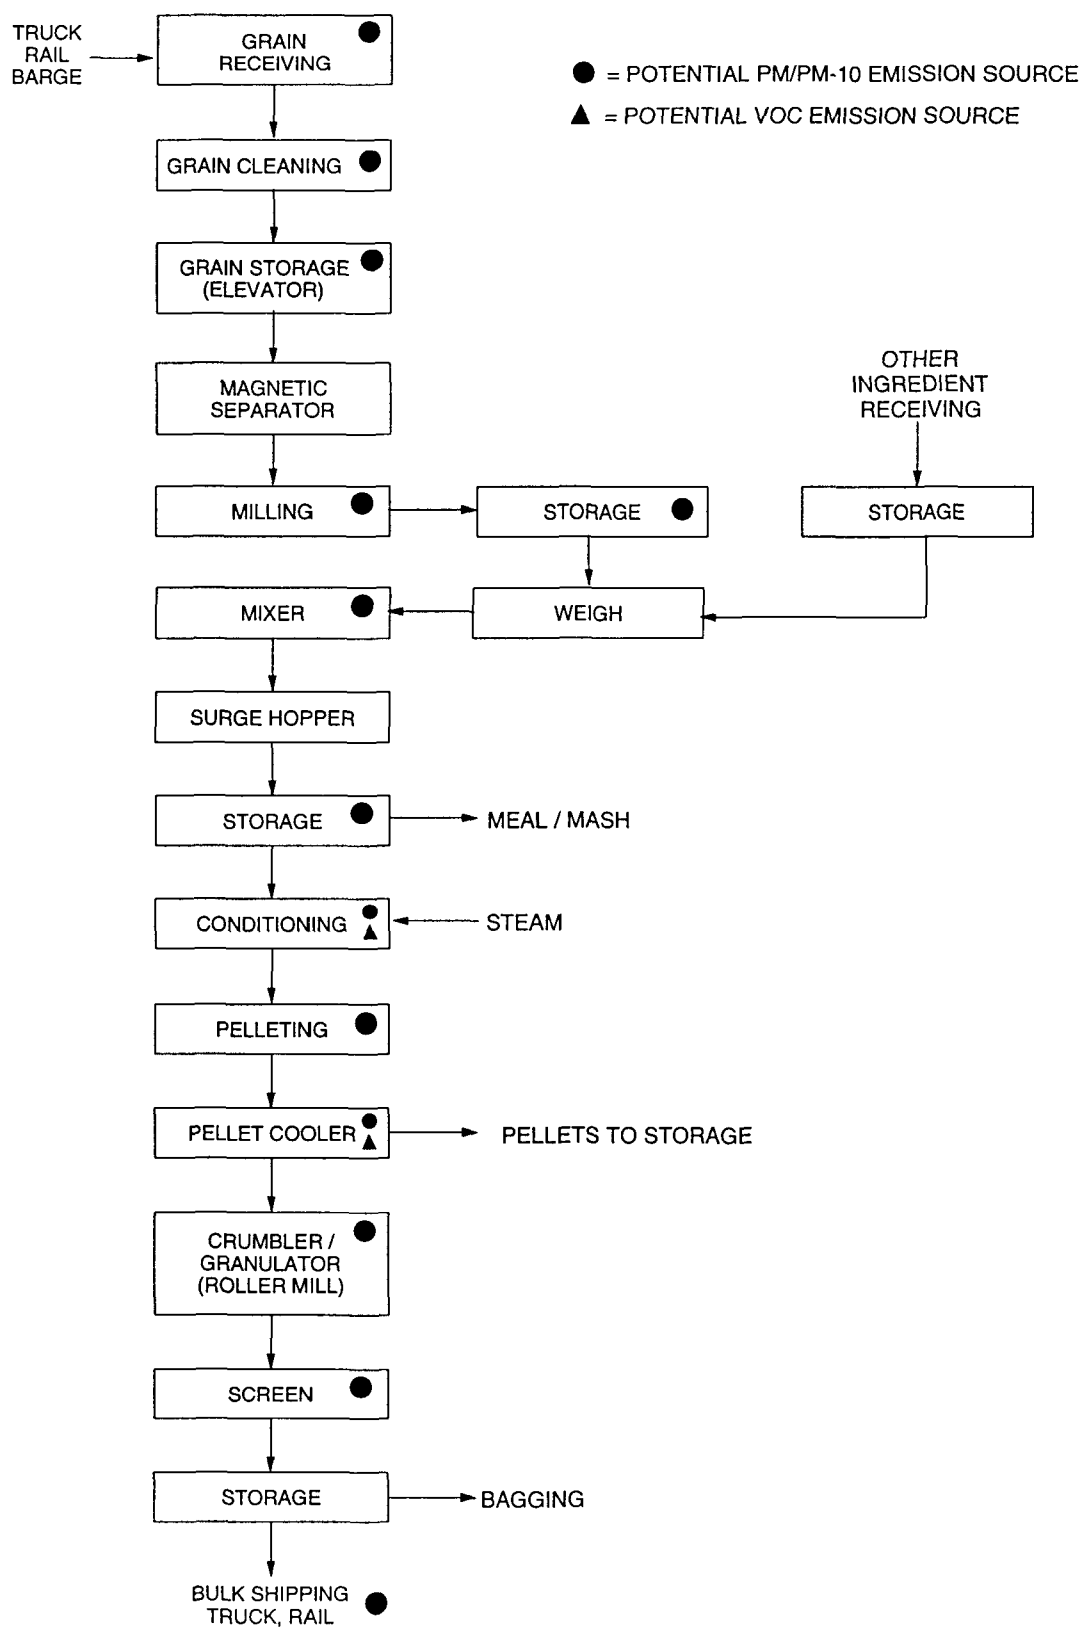 TRUCK
RAIL
BARGE
GRAIN
RECEIVING
= POTENTIAL PM/PM-10 EMISSION SOURCE
= POTENTIAL VOC EMISSION SOURCE
GRAIN CLEANING
GRAIN STORAGE
(ELEVATOR)
MAGNETIC
SEPARATOR
OTHER
INGREDIENT
RECEIVING
MILLING
STORAGE
STORAGE
MIXER
WEIGH
SURGE HOPPER
STORAGE
MEAL / MASH
CONDITIONING
STEAM
PELLETING
PELLET COOLER
PELLETS TO STORAGE
CRUMBLER /
GRANULATOR
(ROLLER MILL)
SCREEN
STORAGE
BAGGING
BULK SHIPPING
TRUCK, RAIL